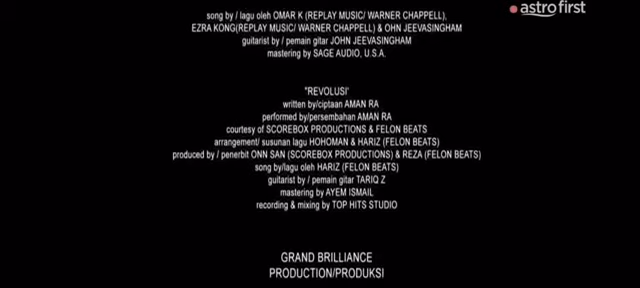 astro first
song by / lagu oleh OMAR K (REPLAY MUSIC/ WARNER CHAPPELL),
EZRA KONG(REPLAY MUSIC/ WARNER CHAPPELL) & OHN JEEVASINGHAM
guitarist by / pemain gitar JOHN JEEVASINGHAM
mastering by SAGE AUDIO, U.S.A.
"REVOLUSI'
written by/ciptaan AMAN RA
performed by/persembahan AMAN RA
courtesy of SCOREBOX PRODUCTIONS & FELON BEATS
arrangement/ susunan lagu HOHOMAN & HARIZ (FELON BEATS)
produced by / penerbit ONN SAN (SCOREBOX PRODUCTIONS) & REZA (FELON BEATS)
song by/lagu oleh HARIZ (FELON BEATS)
guitarist by / pemain gitar TARIQ Z
mastering by AYEM ISMAIL
recording & mixing by TOP HITS STUDIO
GRAND BRILLIANCE
PRODUCTION/PRODUKSI